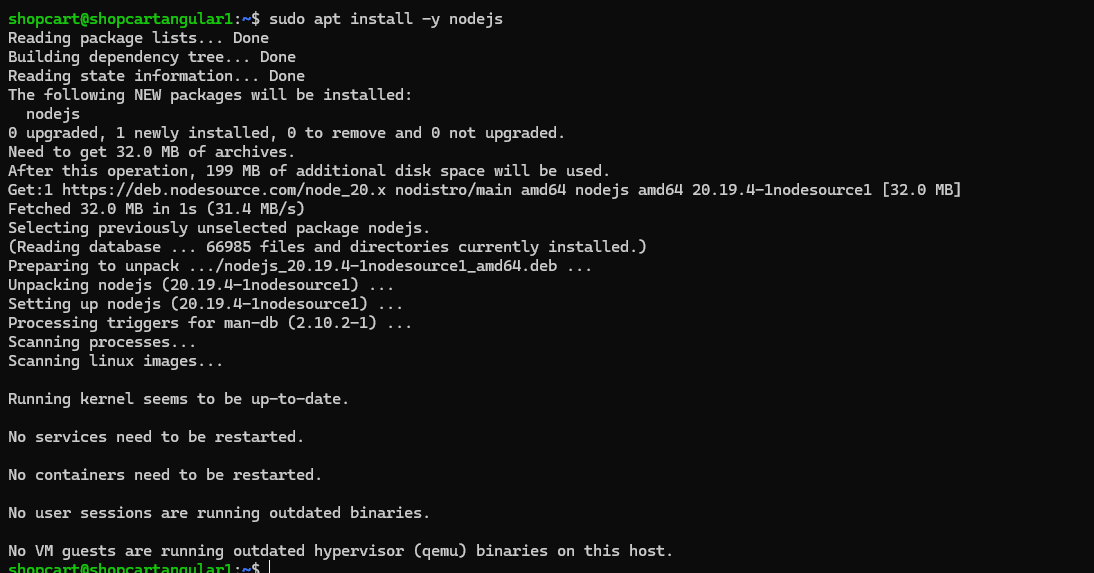 shopcart@shopcartangular1:~$ sudo apt install -y nodejs
Reading package lists... Done
Building dependency tree... Done
Reading state information... Done
The following NEW packages will be installed:
  nodejs
0 upgraded, 1 newly installed, 0 to remove and 0 not upgraded.
Need to get 32.0 MB of archives.
After this operation, 199 MB of additional disk space will be used.
Get:1 https://deb.nodesource.com/node_20.x nodistro/main amd64 nodejs amd64 20.19.4-1nodesource1 [32.0 MB]
Fetched 32.0 MB in 1s (31.4 MB/s)
Selecting previously unselected package nodejs.
(Reading database ... 66985 files and directories currently installed.)
Preparing to unpack .../nodejs_20.19.4-1nodesource1_amd64.deb ...
Unpacking nodejs (20.19.4-1nodesource1) ...
Setting up nodejs (20.19.4-1nodesource1) ...
Processing triggers for man-db (2.10.2-1) ...
Scanning processes...
Scanning linux images...
Running kernel seems to be up-to-date.
No services need to be restarted.
No containers need to be restarted.
No user sessions are running outdated binaries.
No VM guests are running outdated hypervisor (qemu) binaries on this host.
shopcart@shopcartangular1:~$